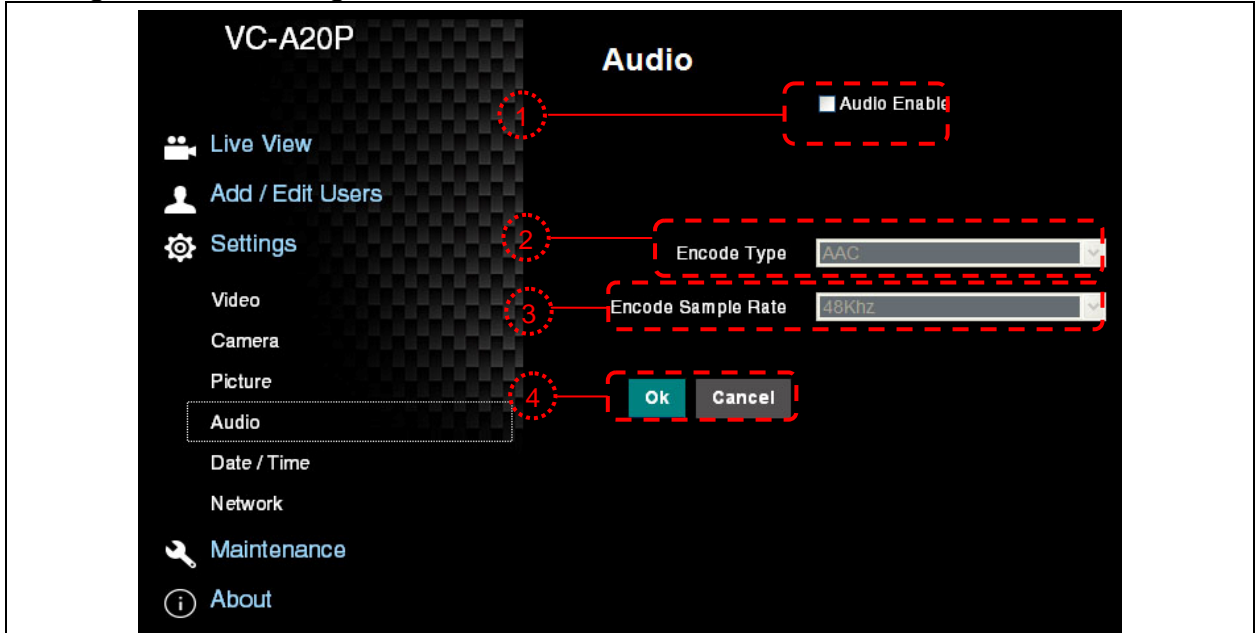 VC-A20P
Audio
1
Audio Enable
Live View
Add / Edit Users
Settings
2
Encode Type
AAC
Video
3
Encode Sample Rate
48Khz
Camera
Picture
4
Ok
Cancel
Audio
Date / Time
Network
Maintenance
About